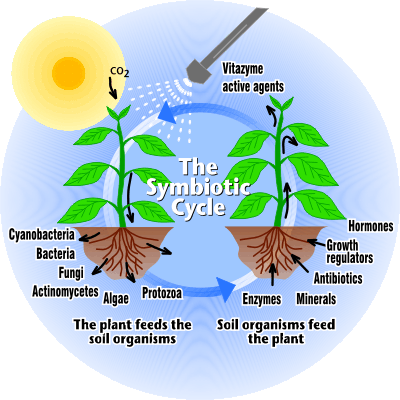 CO2
Vitazyme
active agents
The
Symbiotic
Cycle
Cyanobacteria
Bacteria
Fungi
Actinomycetes
Algae
Protozoa
Hormones
Growth
regulators
Antibiotics
Enzymes
Minerals
The plant feeds the
soil organisms
Soil organisms feed
the plant